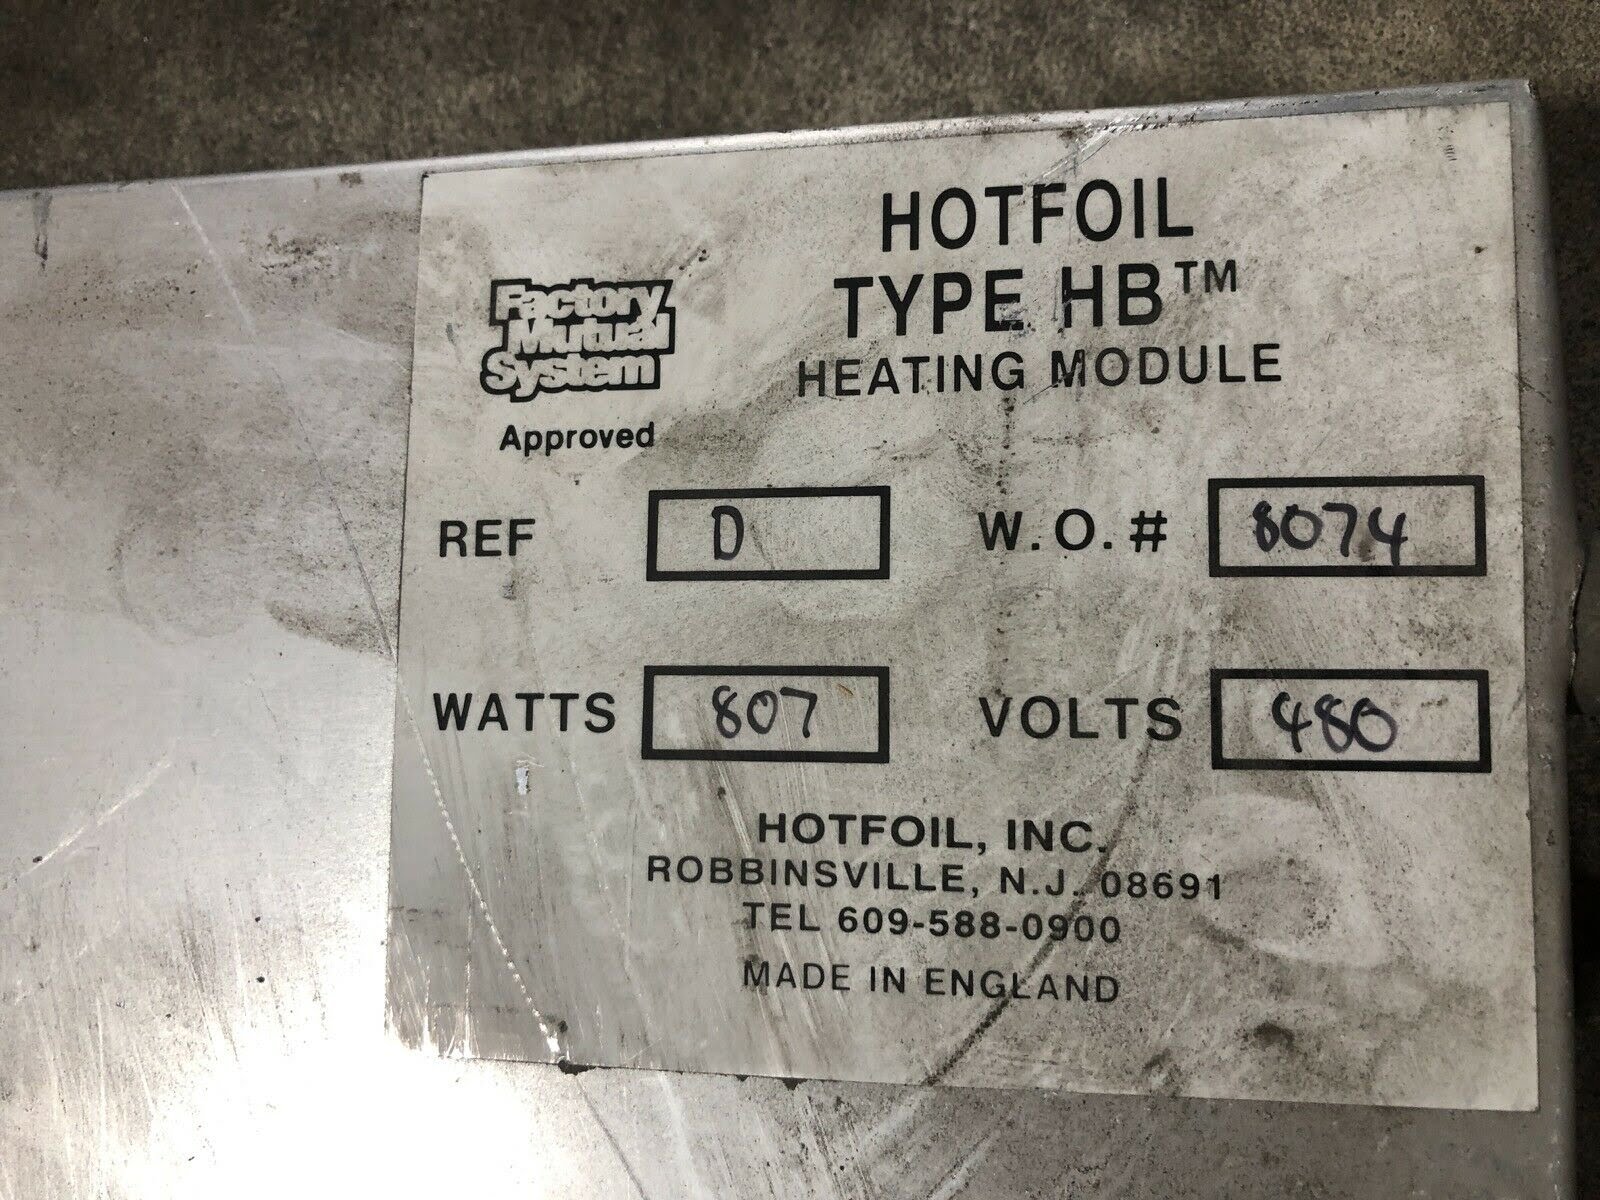 HOTFOIL
TYPE HB™
HEATING MODULE
Factory
Mutual
System
Approved
REF D W.O.# 8074
WATTS 807 VOLTS 480
HOTFOIL, INC.
ROBBINSVILLE, N.J. 08691
TEL 609-588-0900
MADE IN ENGLAND